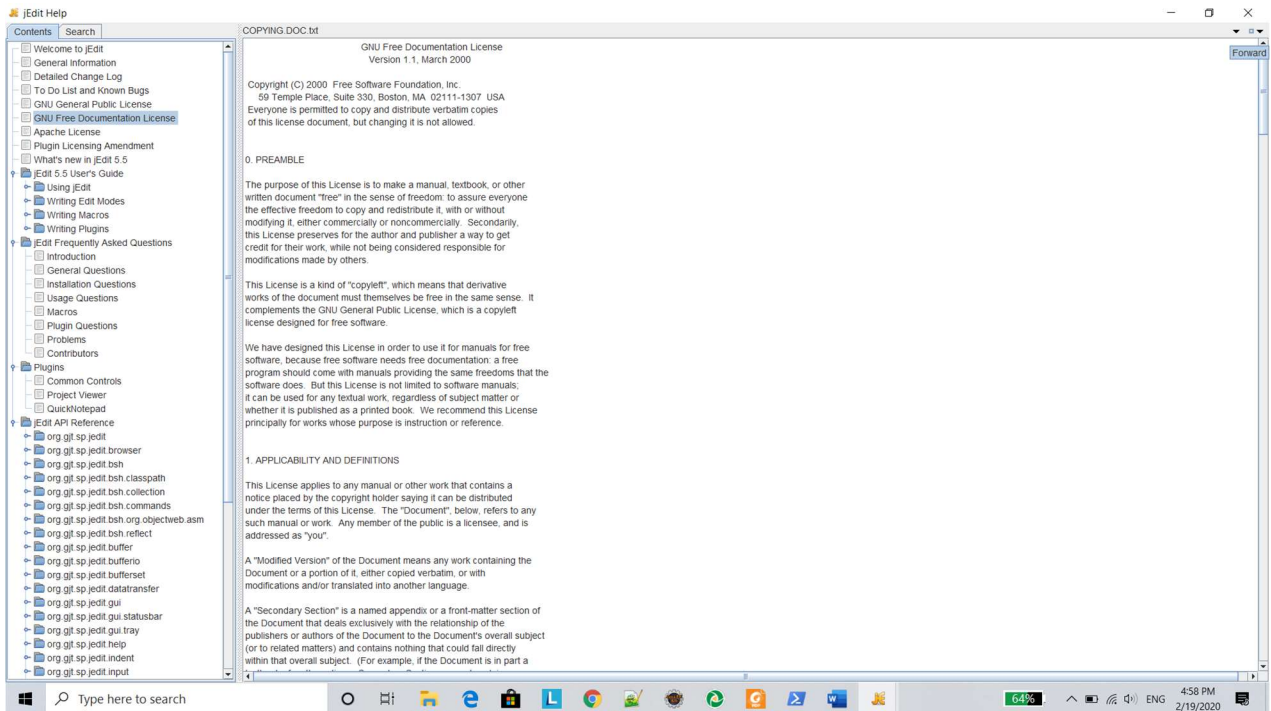 jEdit Help
Contents
Search
Welcome to jEdit
General Information
Detailed Change Log
To Do List and Known Bugs
GNU General Public License
GNU Free Documentation License
Apache License
Plugin Licensing Amendment
What's new in jEdit 5.5
jEdit 5.5 User's Guide
Using jEdit
Writing Edit Modes
Writing Macros
Writing Plugins
jEdit Frequently Asked Questions
Introduction
General Questions
Installation Questions
Usage Questions
Macros
Plugin Questions
Problems
Contributors
Plugins
Common Controls
Project Viewer
QuickNotepad
jEdit API Reference
org.gjt.sp.jedit
org.gjt.sp.jedit.browser
org.gjt.sp.jedit.bsh
org.gjt.sp.jedit.bsh.classpath
org.gjt.sp.jedit.bsh.collection
org.gjt.sp.jedit.bsh.commands
org.gjt.sp.jedit.bsh.org.objectweb.asm
org.gjt.sp.jedit.bsh.reflect
org.gjt.sp.jedit.buffer
org.gjt.sp.jedit.bufferio
org.gjt.sp.jedit.bufferset
org.gjt.sp.jedit.datatransfer
org.gjt.sp.jedit.gui
org.gjt.sp.jedit.gui.statusbar
org.gjt.sp.jedit.gui.tray
org.gjt.sp.jedit.help
org.gjt.sp.jedit.indent
org.gjt.sp.jedit.input
COPYING.DOC.txt
Forward
GNU Free Documentation License
Version 1.1, March 2000
Copyright (C) 2000 Free Software Foundation, Inc.
59 Temple Place, Suite 330, Boston, MA 02111-1307 USA
Everyone is permitted to copy and distribute verbatim copies
of this license document, but changing it is not allowed.
0. PREAMBLE
The purpose of this License is to make a manual, textbook, or other
written document "free" in the sense of freedom: to assure everyone
the effective freedom to copy and redistribute it, with or without
modifying it, either commercially or noncommercially. Secondarily,
this License preserves for the author and publisher a way to get
credit for their work, while not being considered responsible for
modifications made by others.
This License is a kind of "copyleft", which means that derivative
works of the document must themselves be free in the same sense. It
complements the GNU General Public License, which is a copyleft
license designed for free software.
We have designed this License in order to use it for manuals for free
software, because free software needs free documentation: a free
program should come with manuals providing the same freedoms that the
software does. But this License is not limited to software manuals;
it can be used for any textual work, regardless of subject matter or
whether it is published as a printed book. We recommend this License
principally for works whose purpose is instruction or reference.
1. APPLICABILITY AND DEFINITIONS
This License applies to any manual or other work that contains a
notice placed by the copyright holder saying it can be distributed
under the terms of this License. The "Document", below, refers to any
such manual or work. Any member of the public is a licensee, and is
addressed as "you".
A "Modified Version" of the Document means any work containing the
Document or a portion of it, either copied verbatim, or with
modifications and/or translated into another language.
A "Secondary Section" is a named appendix or a front-matter section of
the Document that deals exclusively with the relationship of the
publishers or authors of the Document to the Document's overall subject
(or to related matters) and contains nothing that could fall directly
within that overall subject. (For example, if the Document is in part a
Type here to search
L
64%
ENG
4:58 PM
2/19/2020